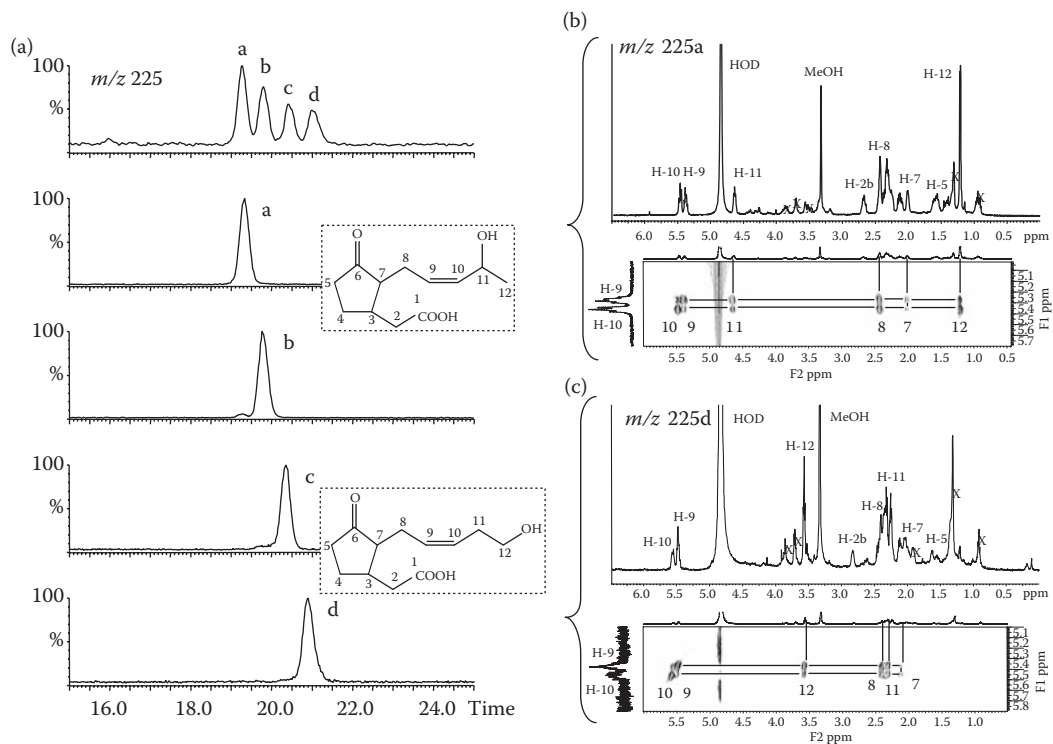 (a)
100
%
m/z 225
a
b
c
d
100
%
a
O
OH
8
9
10
11
12
7
6
5
4
3
2
1
COOH
100
%
b
100
%
c
O
8
9
10
11
12
OH
7
6
5
4
3
2
1
COOH
100
%
d
16.0 18.0 20.0 22.0 24.0 Time
(b)
m/z 225a
HOD
MeOH
H-12
H-10 H-9
H-11
H-2b
H-8
H-7
H-5
X X X X X
6.0 5.5 5.0 4.5 4.0 3.5 3.0 2.5 2.0 1.5 1.0 0.5 ppm
H-9
H-10
10 9 11 8 7 12
5.1
5.2
5.3
5.4
5.5
5.6
5.7
F1 ppm
5.5 5.0 4.5 4.0 3.5 3.0 2.5 2.0 1.5 1.0 0.5
F2 ppm
(c)
m/z 225d
HOD
MeOH
H-12
H-11
H-10
H-9
H-8
H-2b
H-7
H-5
X X X X X
6.0 5.5 5.0 4.5 4.0 3.5 3.0 2.5 2.0 1.5 1.0 ppm
H-9
H-10
10 9 12 8 11 7
5.1
5.2
5.3
5.4
5.5
5.6
5.7
5.8
F1 ppm
5.5 5.0 4.5 4.0 3.5 3.0 2.5 2.0 1.5 1.0
F2 ppm